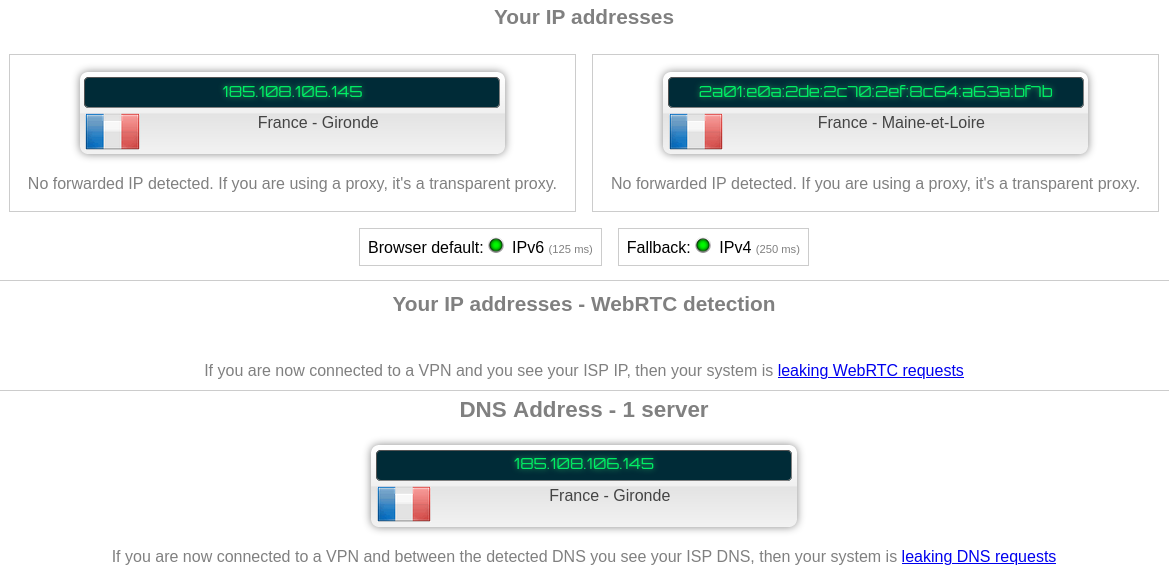 Your IP addresses
185.108.106.145
France - Gironde
No forwarded IP detected. If you are using a proxy, it's a transparent proxy.
2a01:e0a:2de:2c70:2ef:8c64:a63a:bf7b
France - Maine-et-Loire
No forwarded IP detected. If you are using a proxy, it's a transparent proxy.
Browser default: IPv6 (125 ms)
Fallback: IPv4 (250 ms)
Your IP addresses - WebRTC detection
If you are now connected to a VPN and you see your ISP IP, then your system is leaking WebRTC requests
DNS Address - 1 server
185.108.106.145
France - Gironde
If you are now connected to a VPN and between the detected DNS you see your ISP DNS, then your system is leaking DNS requests